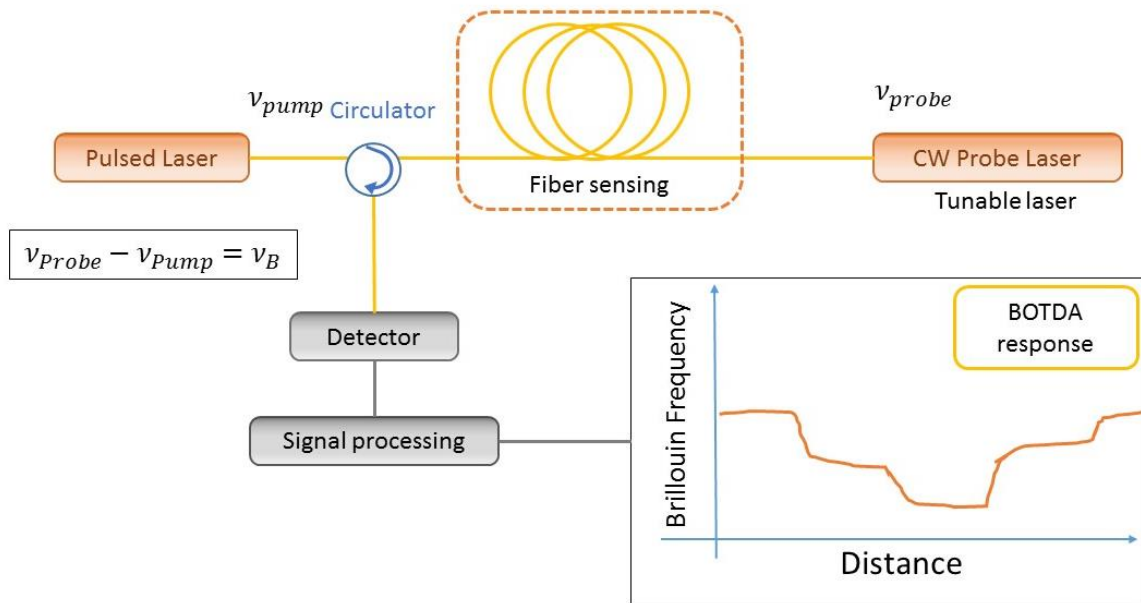 ν_pump
Circulator
ν_probe
Pulsed Laser
CW Probe Laser
Fiber sensing
Tunable laser
ν_Probe − ν_Pump = ν_B
Detector
Signal processing
BOTDA
response
Brillouin Frequency
Distance